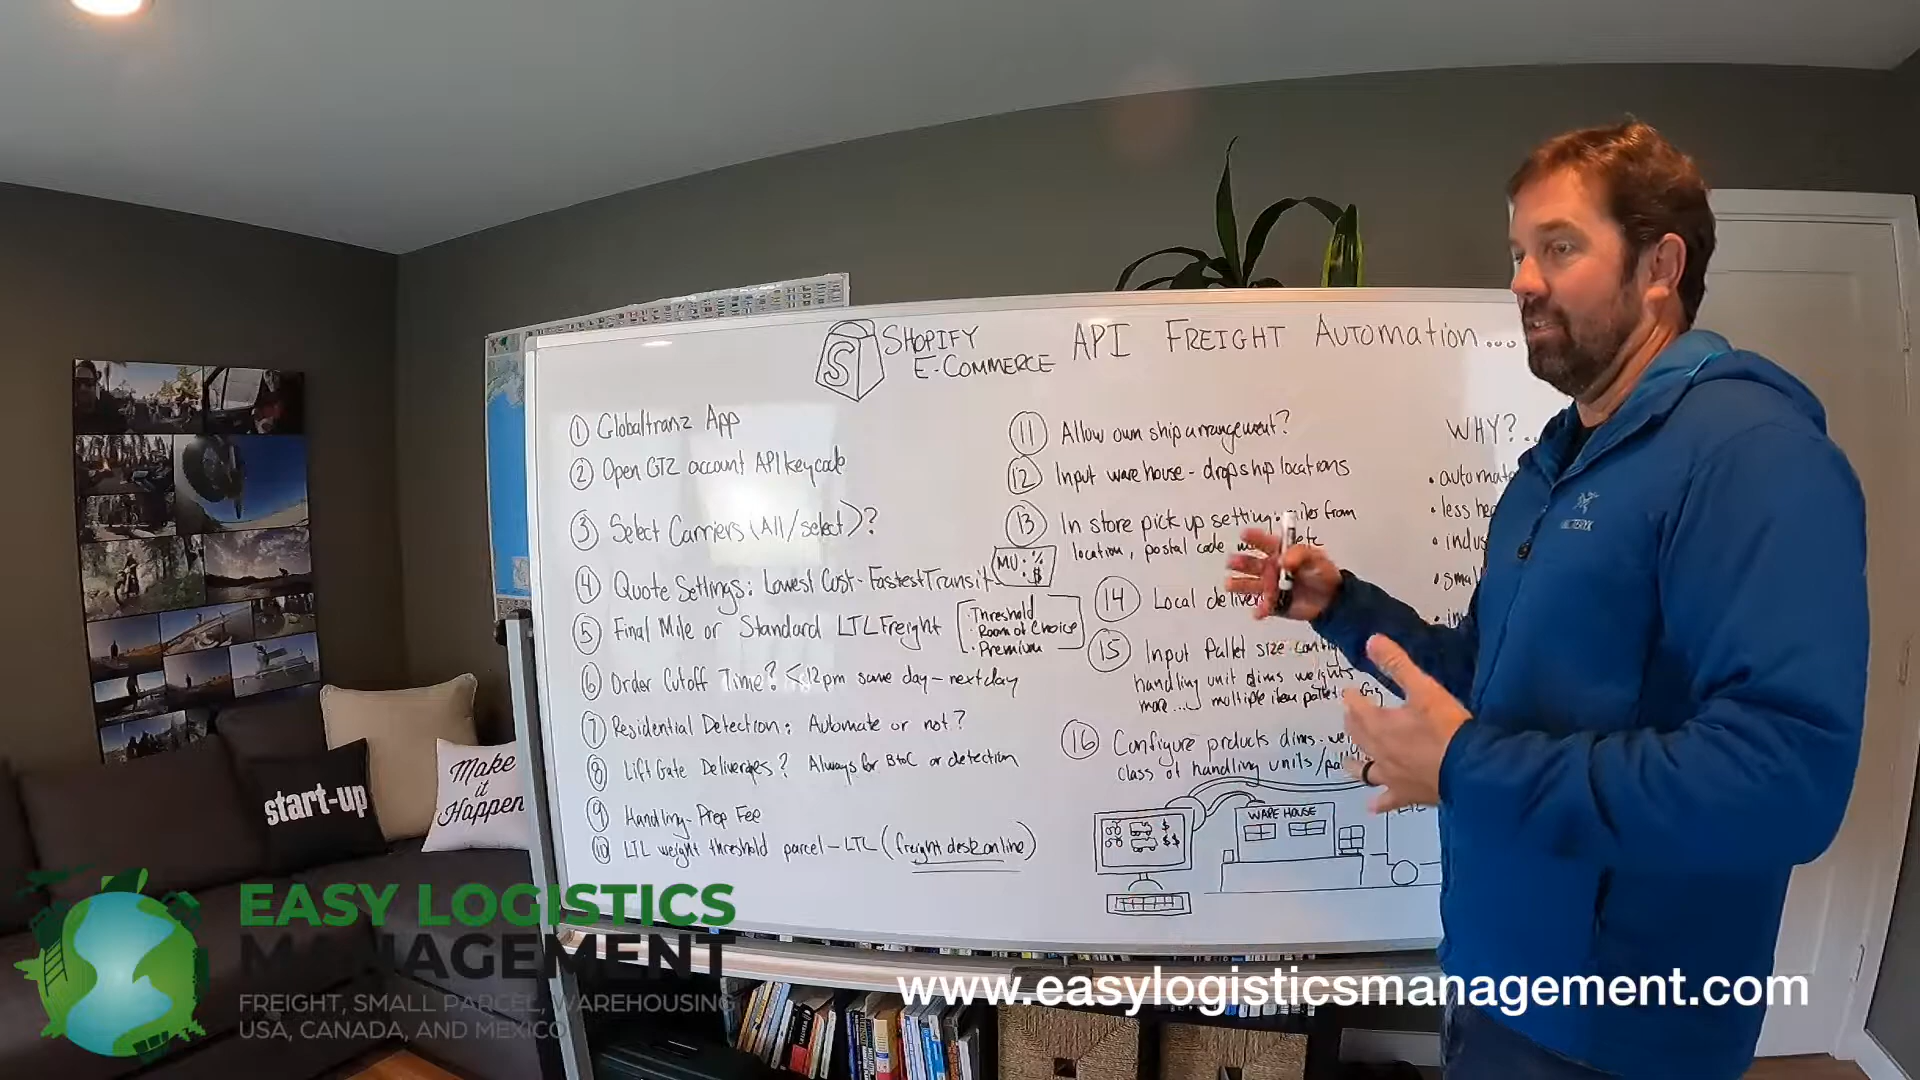 SHOPIFY
E-COMMERCE
API FREIGHT AUTOMATION...
① Globaltranz App
② Open GTZ account API keycode
③ Select Carriers (All/select)?
④ Quote Settings: Lowest Cost - Fastest Transit
MU: %
$
⑤ Final Mile or Standard LTL Freight
• Threshold
• Room of Choice
• Premium
⑥ Order Cutoff Time? < 12pm same day - next day
⑦ Residential Detection: Automate or not?
⑧ Lift Gate Deliveries? Always for BtoC or detection
⑨ Handling - Prep Fee
⑩ LTL weight threshold parcel - LTL (freight desk online)
⑪ Allow own ship arrangement?
⑫ Input warehouse - dropship locations
⑬ In store pick up setting: miles from
location, postal code etc
⑭ Local
⑮ Input Pallet size
handling unit dims weights
more... multiple item
⑯ Configure products dims -
class of handling units/
WHY?
•
• less
•
•
S
$
$$
WAREHOUSE
start-up
Make
it
Happen
ARC'TERYX
EASY LOGISTICS
MANAGEMENT
FREIGHT, SMALL PARCEL, WAREHOUSING
USA, CANADA, AND MEXICO
www.easylogisticsmanagement.com